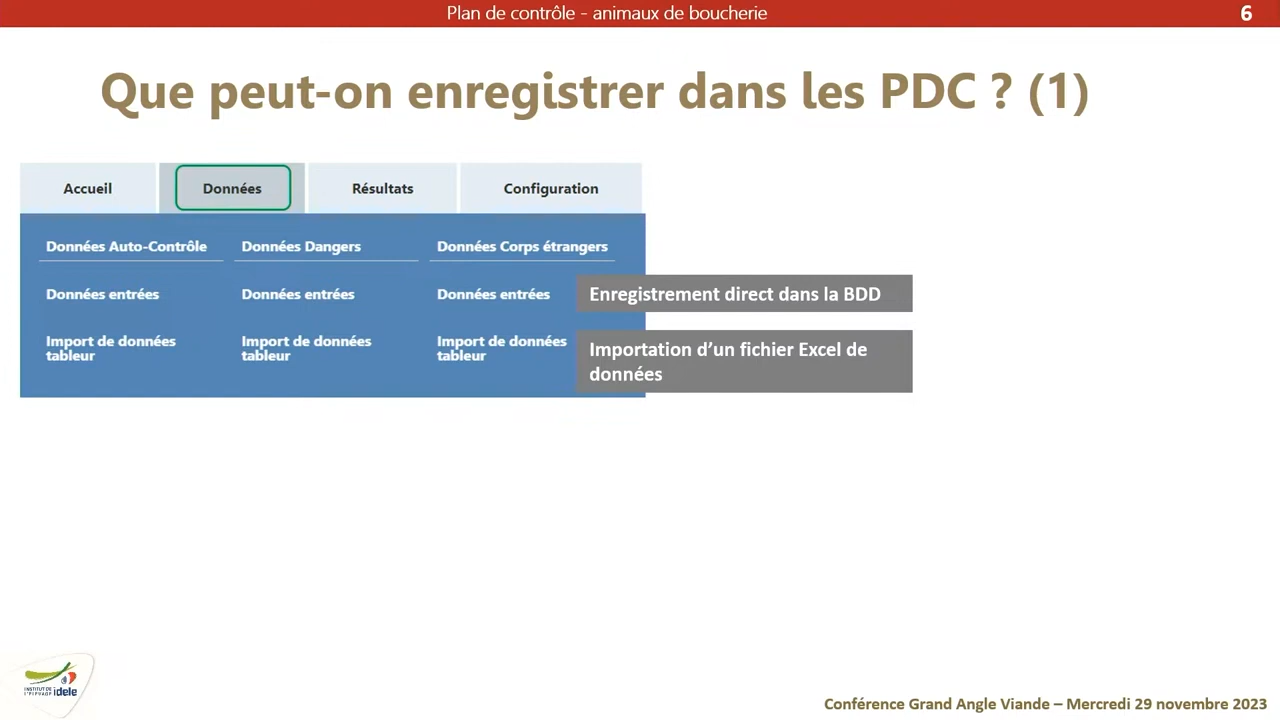 Plan de contrôle - animaux de boucherie
6
Que peut-on enregistrer dans les PDC ? (1)
Accueil
Données
Résultats
Configuration
Données Auto-Contrôle
Données Dangers
Données Corps étrangers
Données entrées
Données entrées
Données entrées
Enregistrement direct dans la BDD
Import de données
tableur
Import de données
tableur
Import de données
tableur
Importation d’un fichier Excel de
données
INSTITUT DE
L'ELEVAGE idele
Conférence Grand Angle Viande – Mercredi 29 novembre 2023